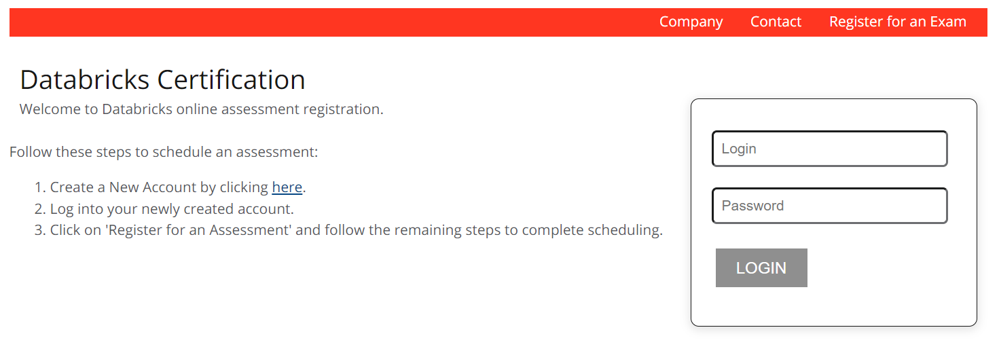 Company Contact Register for an Exam
Databricks Certification
Welcome to Databricks online assessment registration.
Follow these steps to schedule an assessment:
1. Create a New Account by clicking here.
2. Log into your newly created account.
3. Click on 'Register for an Assessment' and follow the remaining steps to complete scheduling.
Login
Password
LOGIN